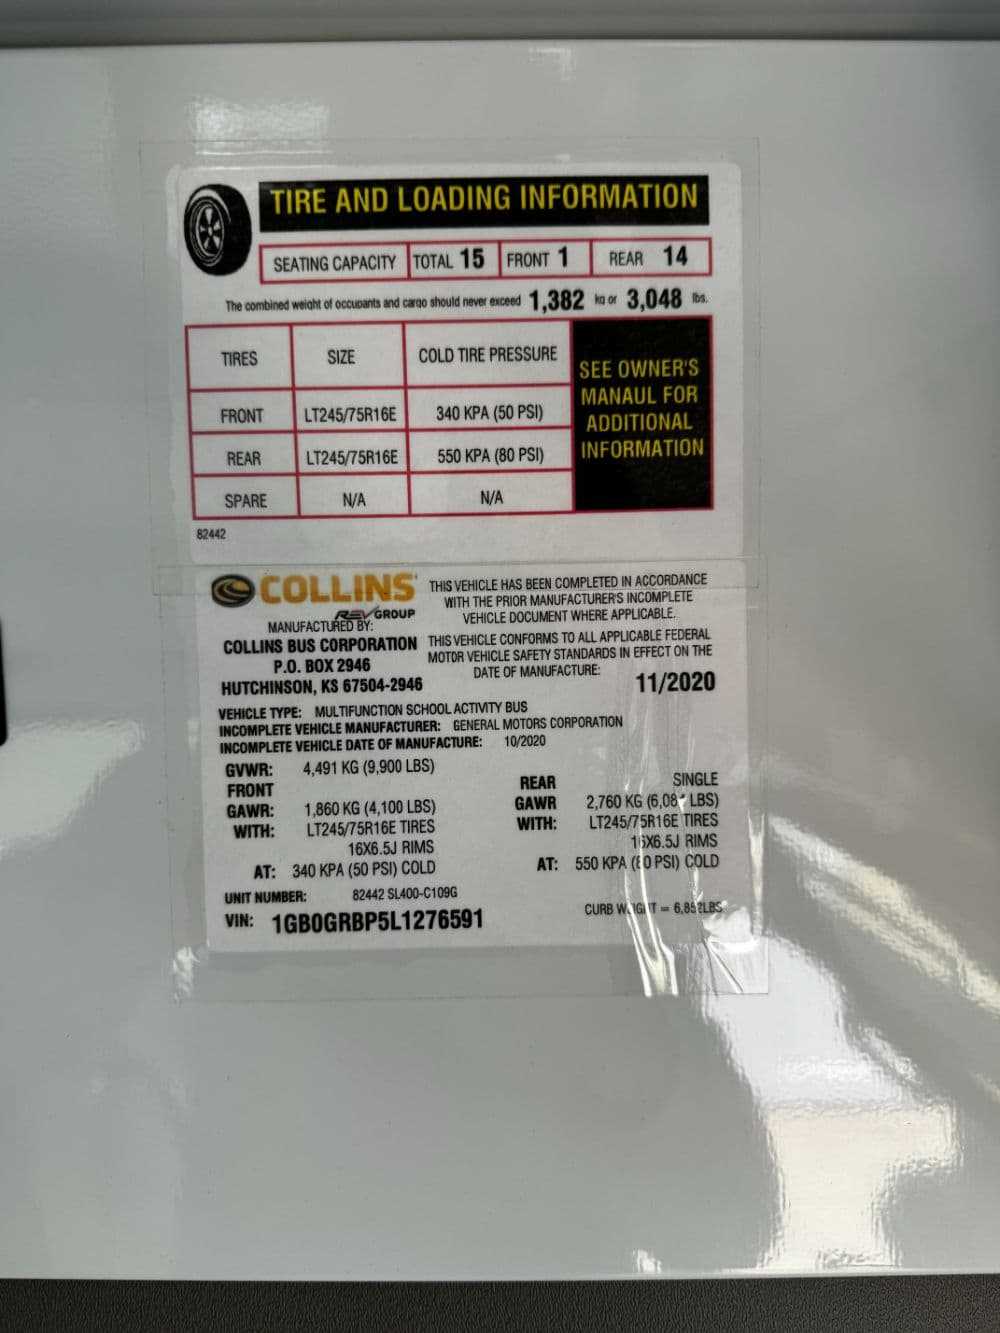 TIRE AND LOADING INFORMATION
SEATING CAPACITY TOTAL 15 FRONT 1 REAR 14
The combined weight of occupants and cargo should never exceed 1,382 kg or 3,048 lbs.
TIRES SIZE COLD TIRE PRESSURE
FRONT LT245/75R16E 340 KPA (50 PSI)
REAR LT245/75R16E 550 KPA (80 PSI)
SPARE N/A N/A
SEE OWNER'S
MANAUL FOR
ADDITIONAL
INFORMATION
82442
COLLINS
REV GROUP
MANUFACTURED BY:
COLLINS BUS CORPORATION
P.O. BOX 2946
HUTCHINSON, KS 67504-2946
THIS VEHICLE HAS BEEN COMPLETED IN ACCORDANCE
WITH THE PRIOR MANUFACTURER'S INCOMPLETE
VEHICLE DOCUMENT WHERE APPLICABLE.
THIS VEHICLE CONFORMS TO ALL APPLICABLE FEDERAL
MOTOR VEHICLE SAFETY STANDARDS IN EFFECT ON THE
DATE OF MANUFACTURE:
11/2020
VEHICLE TYPE: MULTIFUNCTION SCHOOL ACTIVITY BUS
INCOMPLETE VEHICLE MANUFACTURER: GENERAL MOTORS CORPORATION
INCOMPLETE VEHICLE DATE OF MANUFACTURE: 10/2020
GVWR: 4,491 KG (9,900 LBS)
FRONT
GAWR: 1,860 KG (4,100 LBS)
WITH: LT245/75R16E TIRES
16X6.5J RIMS
AT: 340 KPA (50 PSI) COLD
REAR SINGLE
GAWR 2,760 KG LBS)
WITH: LT245/75R16E TIRES
16X6.5J RIMS
AT: 550 KPA (80 PSI) COLD
UNIT NUMBER: 82442 SL400-C109G
VIN: 1GB0GRBP5L1276591
CURB WEIGHT = 6,852LBS